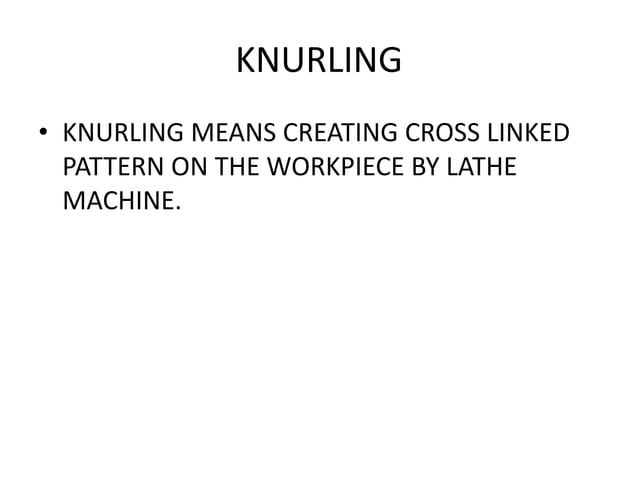 KNURLING
• KNURLING MEANS CREATING CROSS LINKED
PATTERN ON THE WORKPIECE BY LATHE
MACHINE.